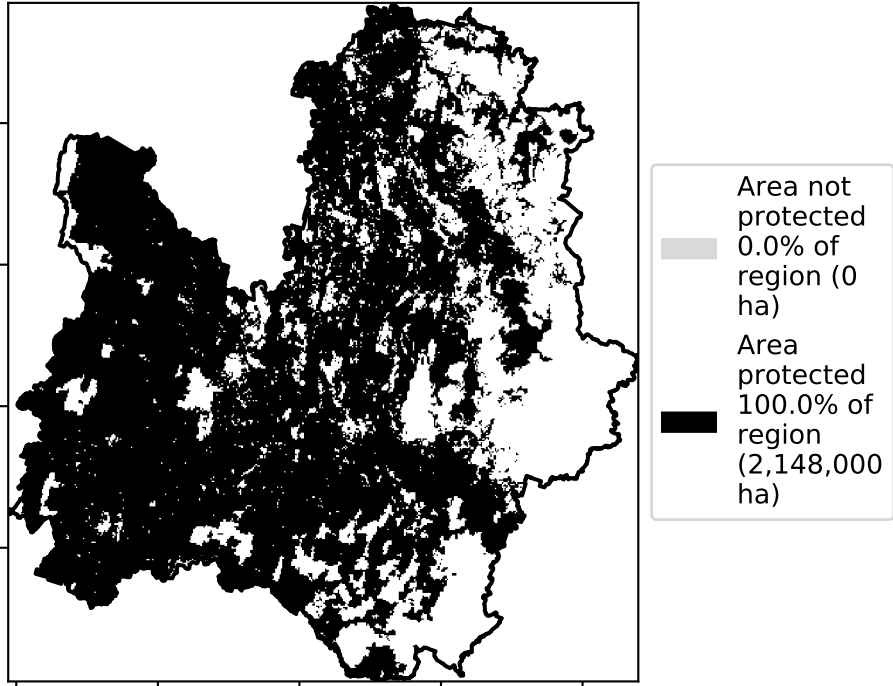 Area not
protected
0.0% of
region (0
ha)
Area
protected
100.0% of
region
(2,148,000
ha)